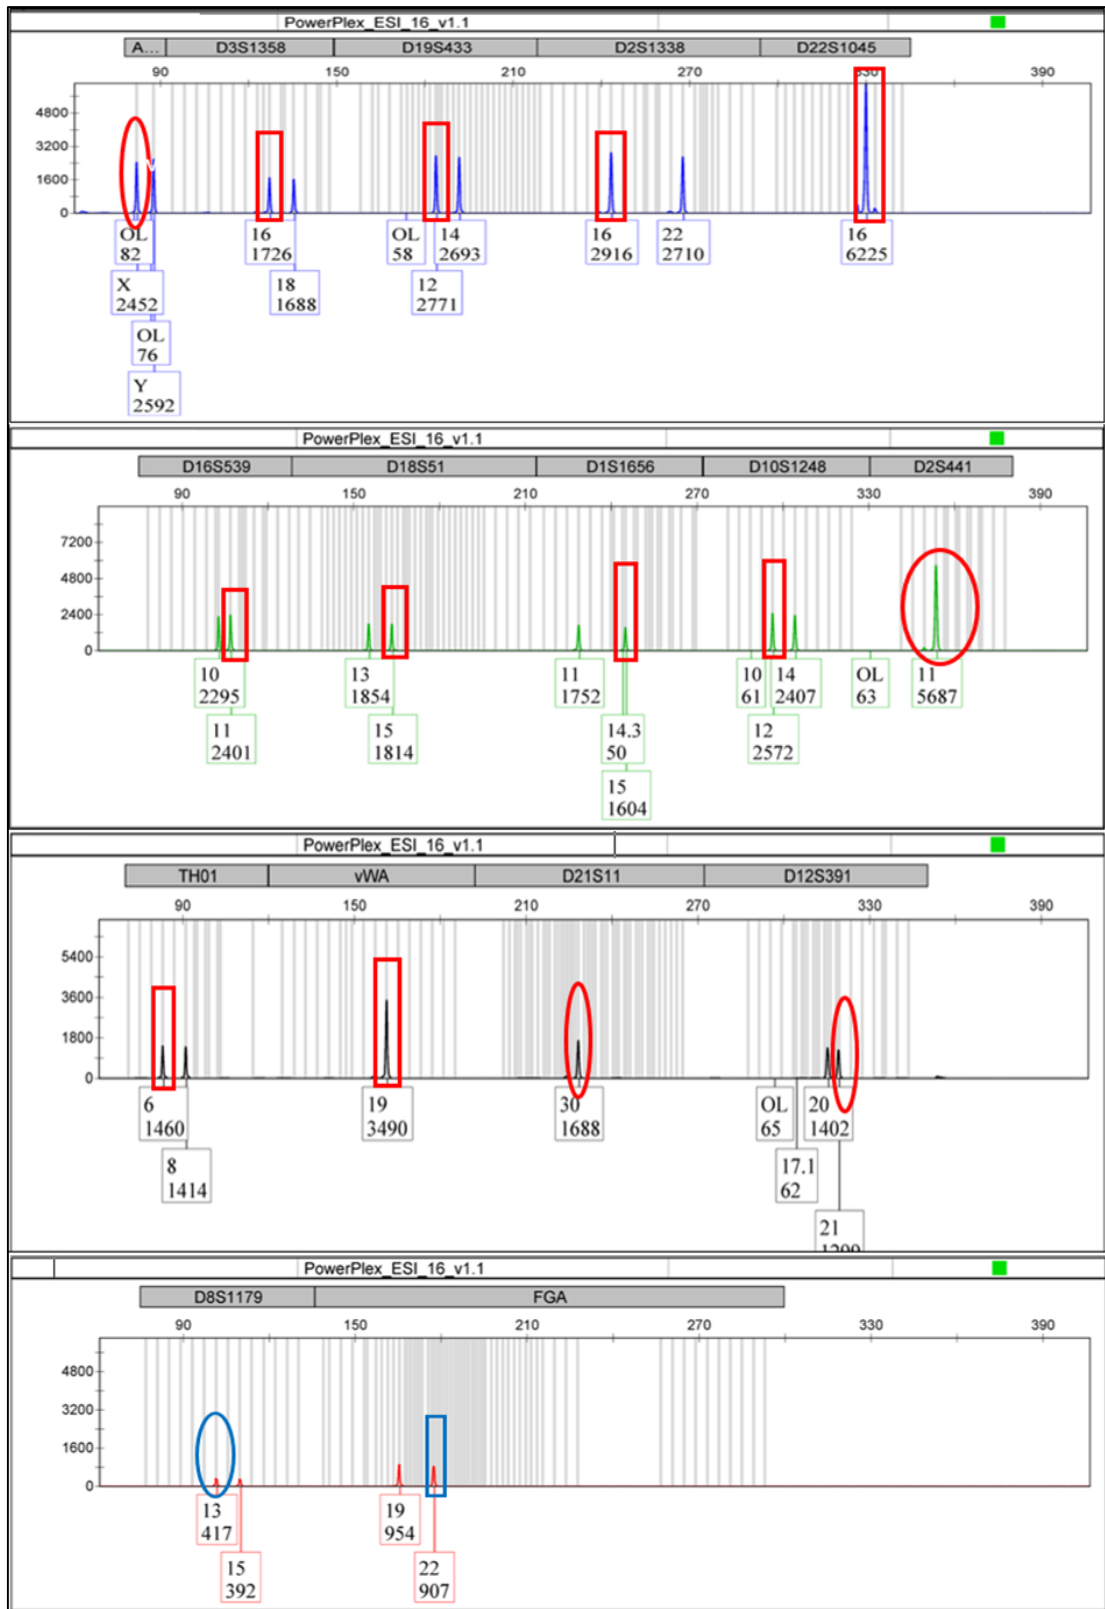 PowerPlex_ESI_16_v1.1
A... D3S1358 D19S433 D2S1338 D22S1045
90 150 210 270 330 390
4800
3200
1600
0
OL 16 OL 14 16 22 16
82 1726 58 2693 2916 2710 6225
X 18 12
2452 1688 2771
OL
76
Y
2592
PowerPlex_ESI_16_v1.1
D16S539 D18S51 D1S1656 D10S1248 D2S441
90 150 210 270 330 390
7200
4800
2400
0
10 13 11 10 14 OL 11
2295 1854 1752 61 2407 63 5687
11 15 14.3 12
2401 1814 50 2572
15
1604
PowerPlex_ESI_16_v1.1
TH01 vWA D21S11 D12S391
90 150 210 270 330 390
5400
3600
1800
0
6 19 30 OL 20
1460 3490 1688 65 1402
8 17.1
1414 62
21
PowerPlex_ESI_16_v1.1
D8S1179 FGA
90 150 210 270 330 390
4800
3200
1600
0
13 19
417 954
15 22
392 907